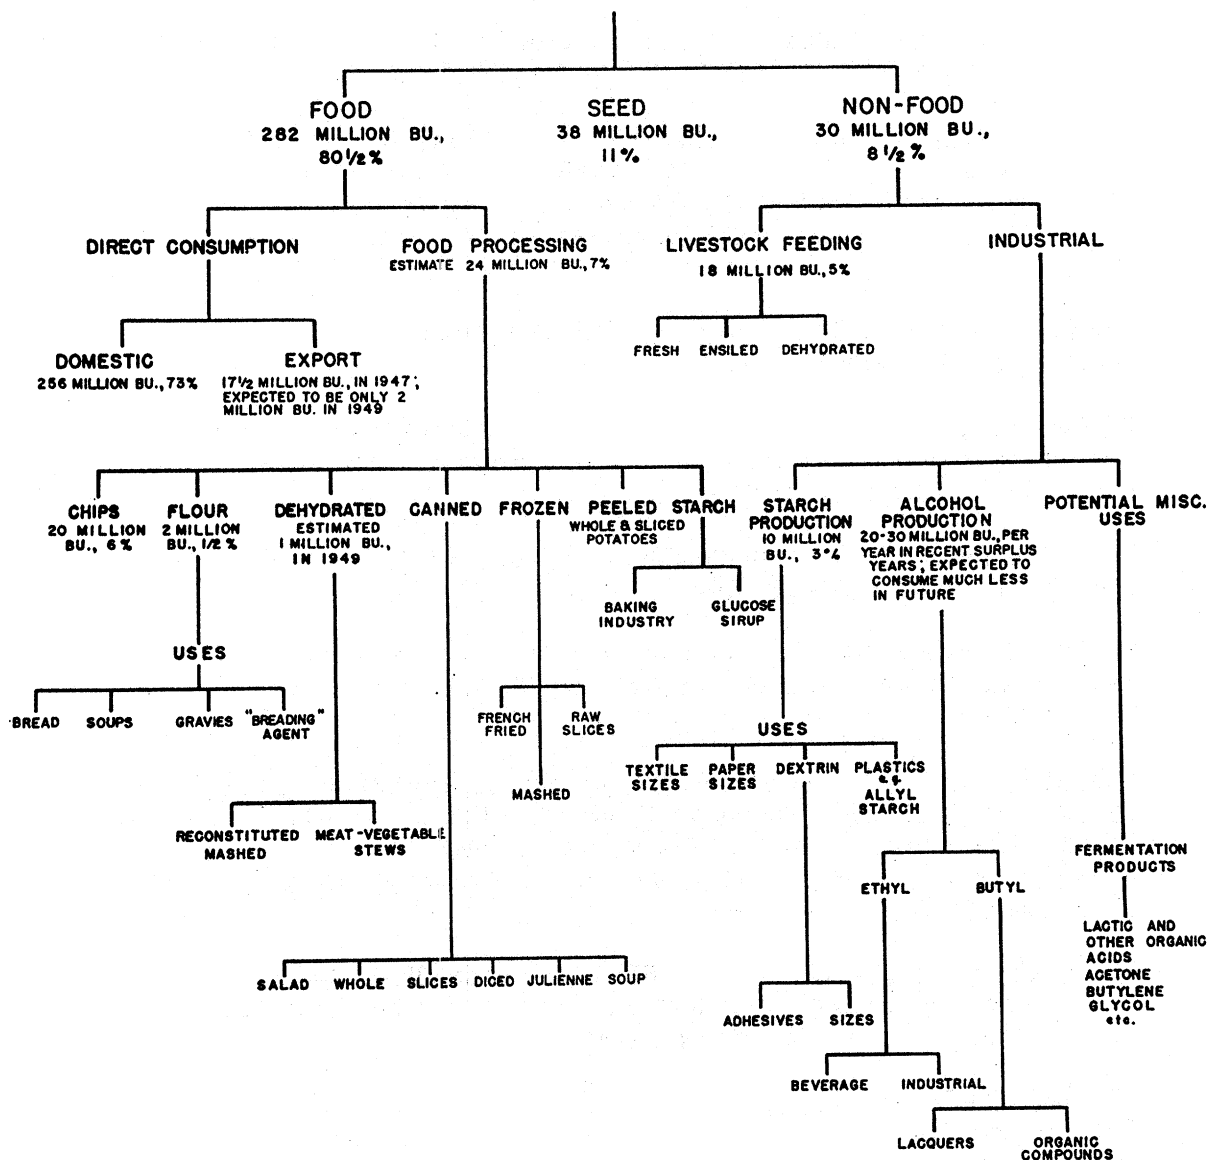 FOOD
282 MILLION BU.,
80 1/2 %
SEED
38 MILLION BU.,
11%
NON-FOOD
30 MILLION BU.,
8 1/2 %
DIRECT CONSUMPTION
FOOD PROCESSING
ESTIMATE 24 MILLION BU., 7%
LIVESTOCK FEEDING
18 MILLION BU., 5%
INDUSTRIAL
DOMESTIC
256 MILLION BU., 73%
EXPORT
17 1/2 MILLION BU., IN 1947;
EXPECTED TO BE ONLY 2
MILLION BU. IN 1949
FRESH
ENSILED
DEHYDRATED
CHIPS
20 MILLION
BU., 6%
FLOUR
2 MILLION
BU., 1/2 %
DEHYDRATED
ESTIMATED
1 MILLION BU.,
IN 1949
CANNED
FROZEN
PEELED
WHOLE & SLICED
POTATOES
STARCH
STARCH
PRODUCTION
10 MILLION
BU., 3%
ALCOHOL
PRODUCTION
20-30 MILLION BU., PER
YEAR IN RECENT SURPLUS
YEARS; EXPECTED TO
CONSUME MUCH LESS
IN FUTURE
POTENTIAL MISC.
USES
BAKING
INDUSTRY
GLUCOSE
SIRUP
USES
BREAD
SOUPS
GRAVIES
"BREADING"
AGENT
FRENCH
FRIED
RAW
SLICES
MASHED
USES
TEXTILE
SIZES
PAPER
SIZES
DEXTRIN
PLASTICS
e.g.
ALLYL
STARCH
RECONSTITUTED
MASHED
MEAT-VEGETABLE
STEWS
FERMENTATION
PRODUCTS
ETHYL
BUTYL
LACTIC AND
OTHER ORGANIC
ACIDS
ACETONE
BUTYLENE
GLYCOL
etc.
SALAD
WHOLE
SLICES
DICED
JULIENNE
SOUP
ADHESIVES
SIZES
BEVERAGE
INDUSTRIAL
LACQUERS
ORGANIC
COMPOUNDS